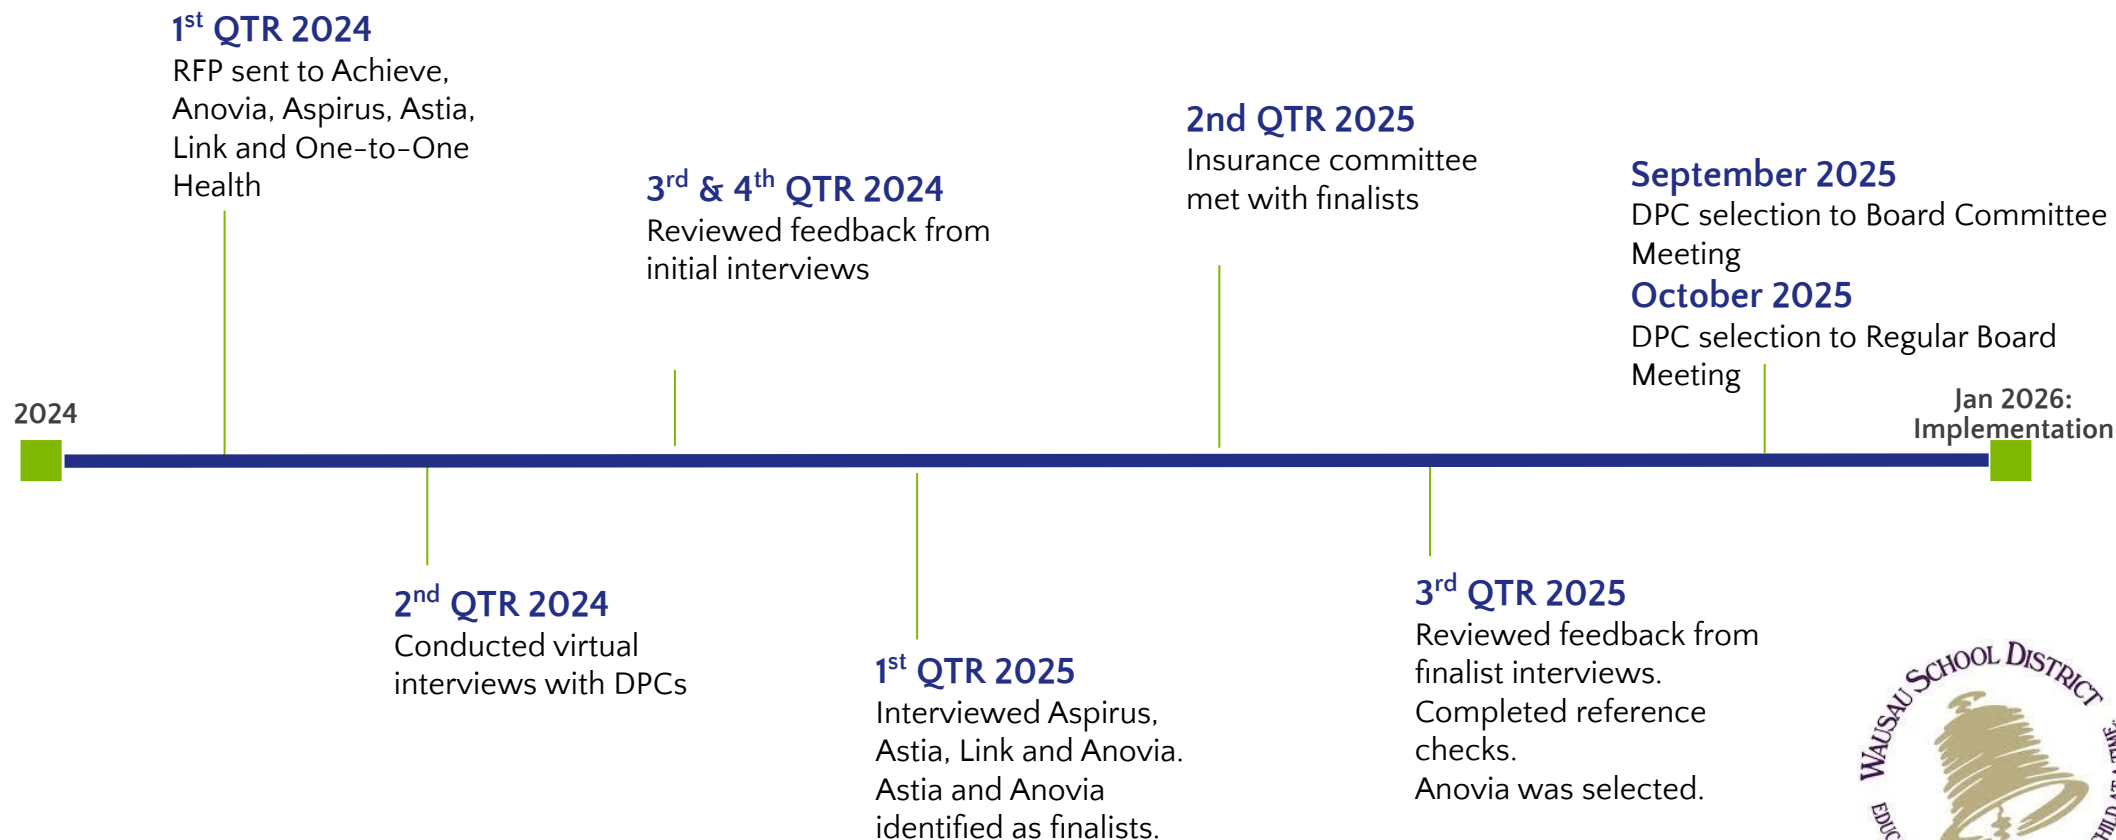 1st QTR 2024
RFP sent to Achieve,
Anovia, Aspirus, Astia,
Link and One-to-One
Health
3rd & 4th QTR 2024
Reviewed feedback from
initial interviews
2nd QTR 2025
Insurance committee
met with finalists
September 2025
DPC selection to Board Committee
Meeting
October 2025
DPC selection to Regular Board
Meeting
2024
Jan 2026:
Implementation
2nd QTR 2024
Conducted virtual
interviews with DPCs
1st QTR 2025
Interviewed Aspirus,
Astia, Link and Anovia.
Astia and Anovia
identified as finalists.
3rd QTR 2025
Reviewed feedback from
finalist interviews.
Completed reference
checks.
Anovia was selected.
WAUSAU SCHOOL DISTRICT